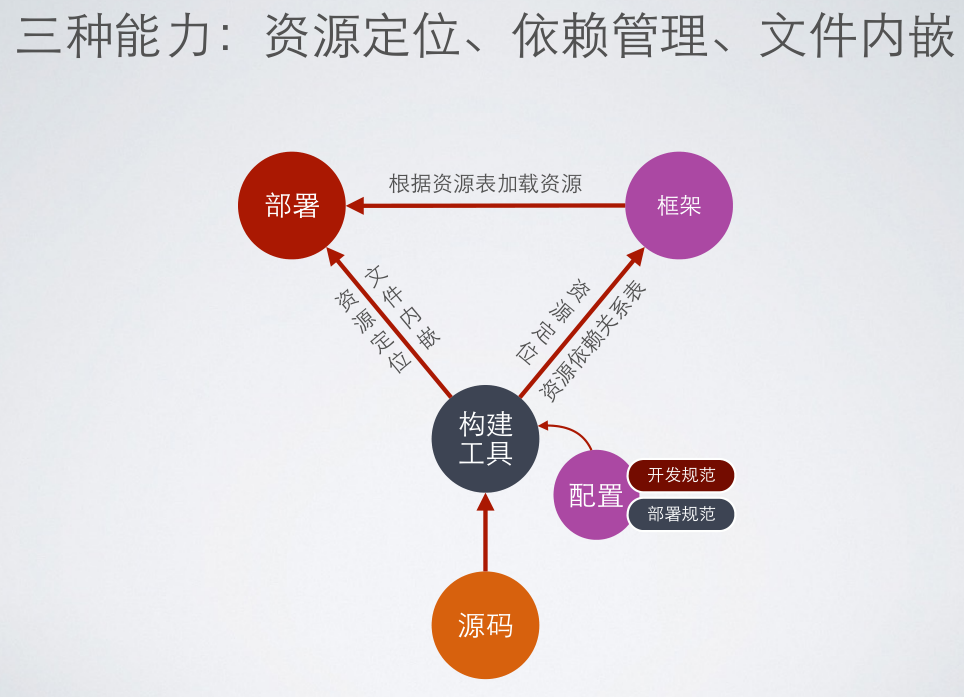 三种能力：资源定位、依赖管理、文件内嵌
部署
根据资源表加载资源
框架
文件内嵌
资源定位
资源定位
资源依赖关系表
构建
工具
配置
开发规范
部署规范
源码